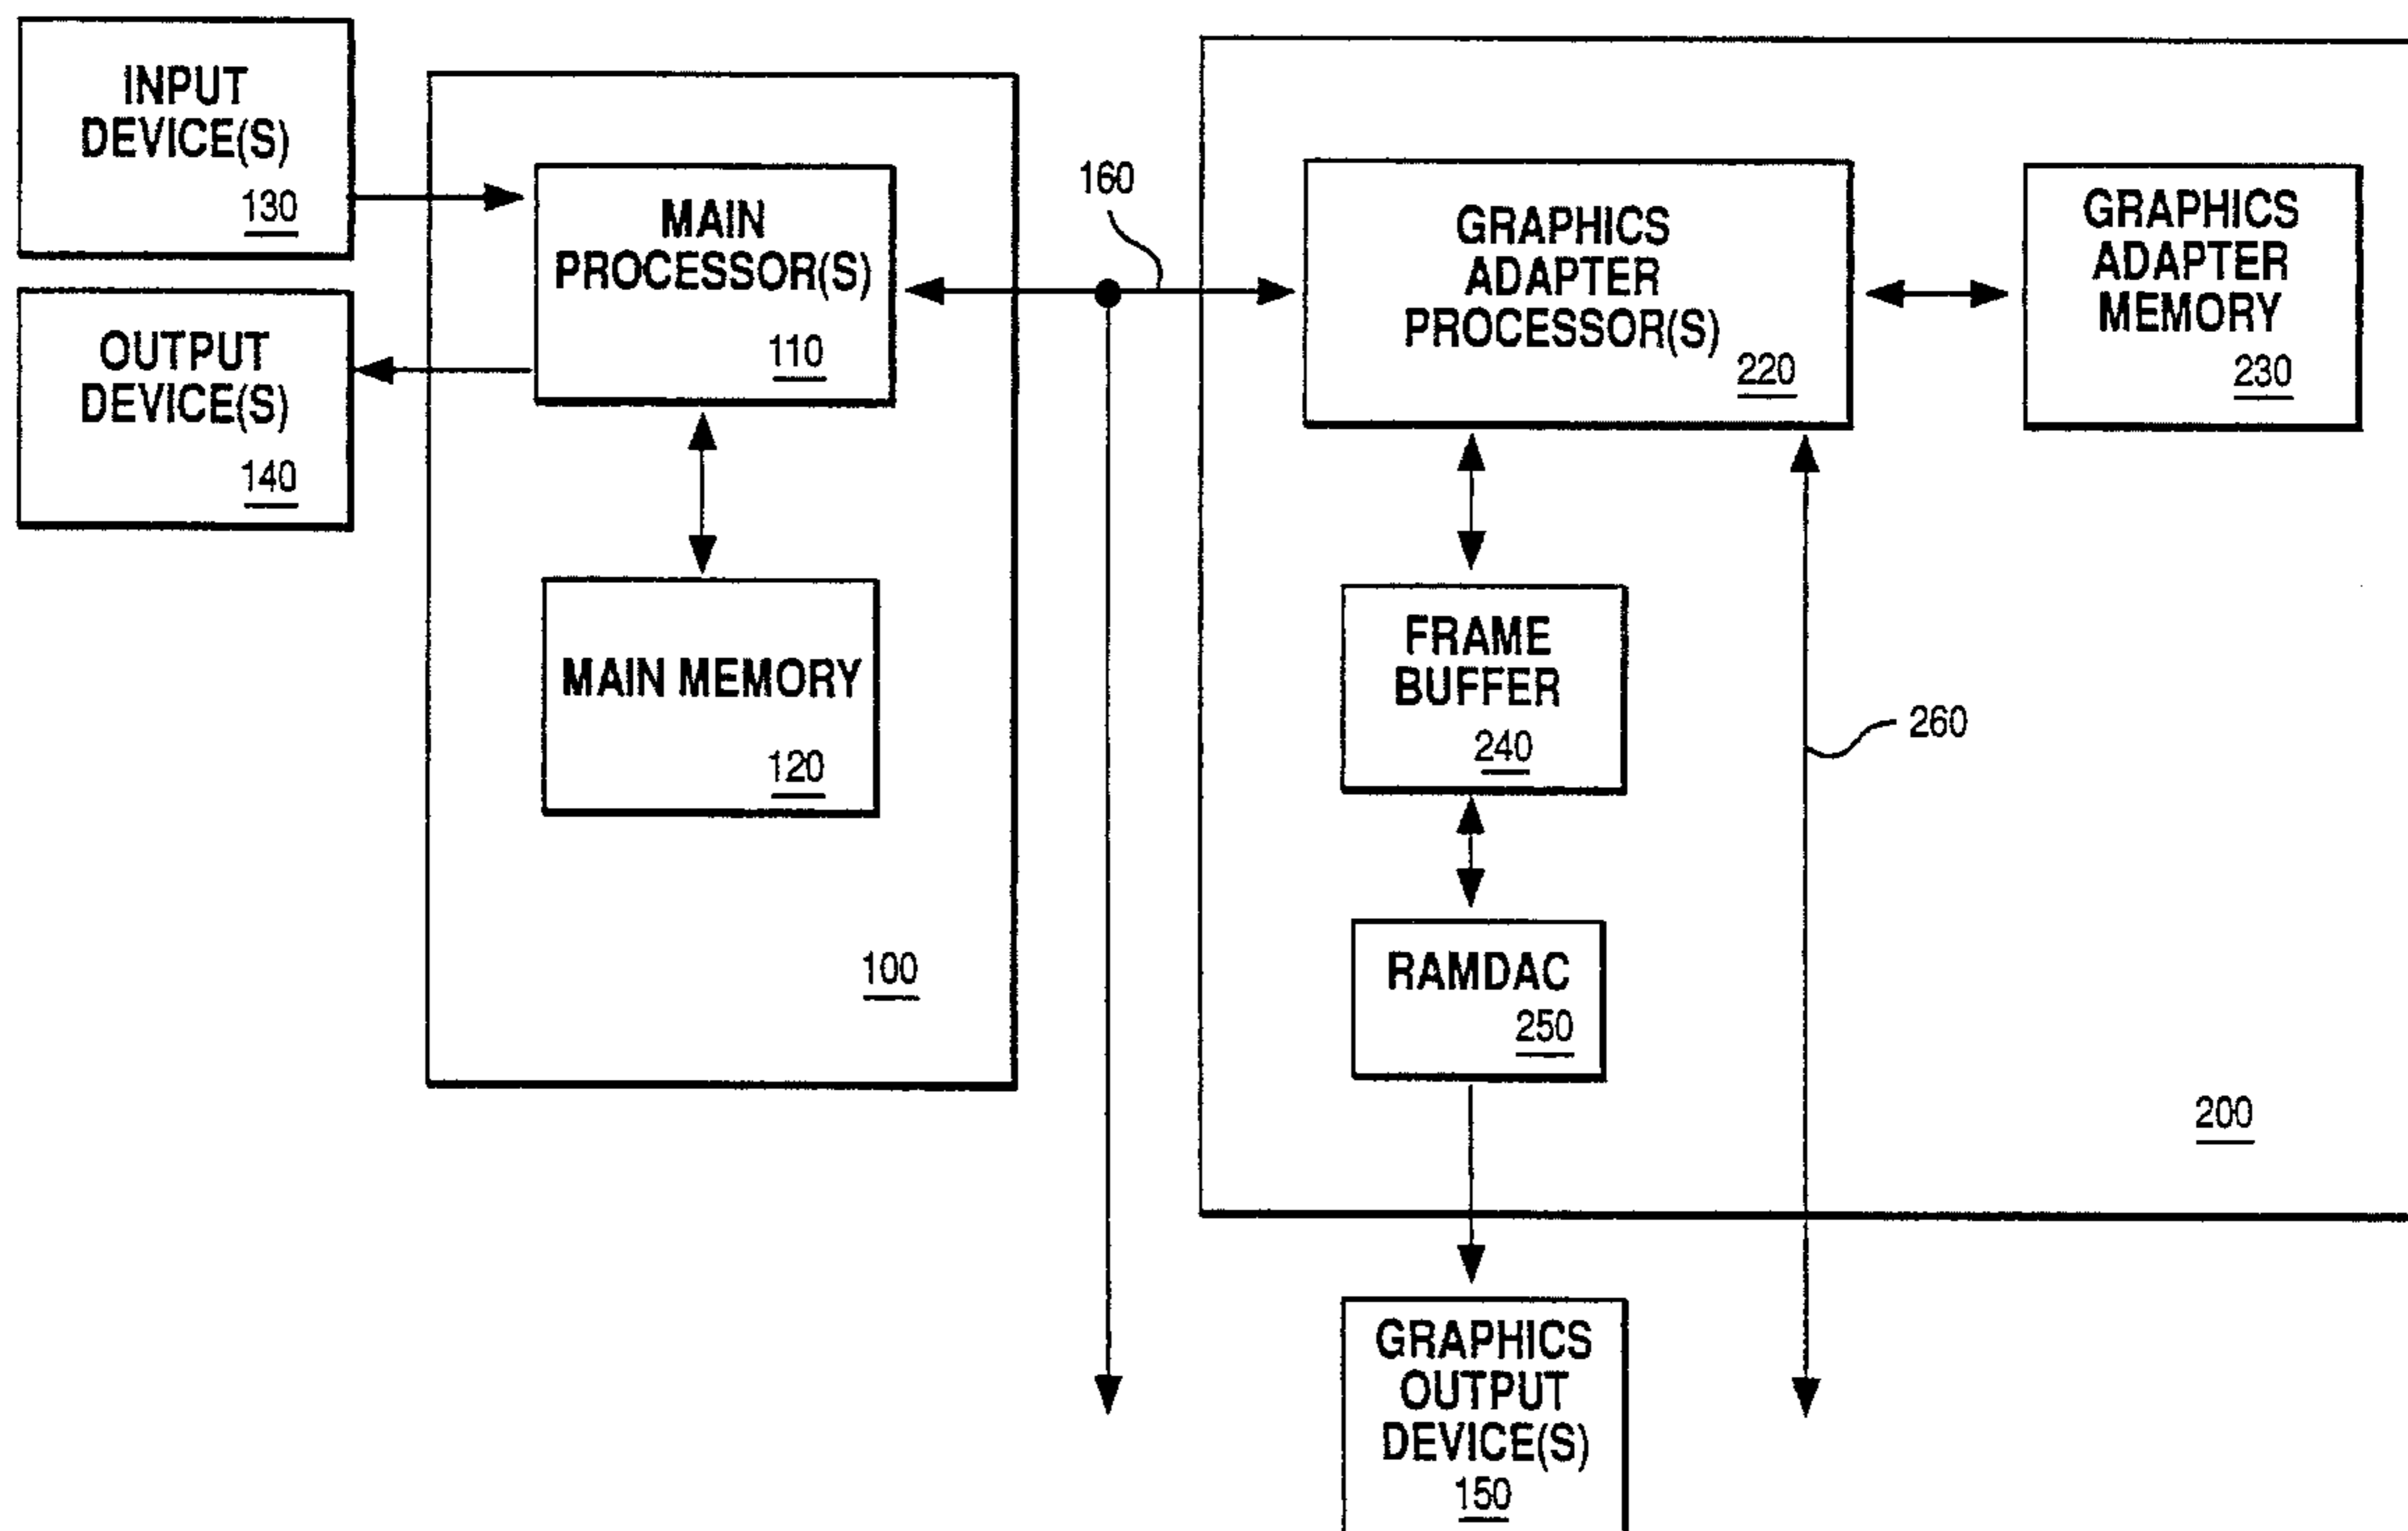 INPUT
DEVICE(S)
130
OUTPUT
DEVICE(S)
140
MAIN
PROCESSOR(S)
110
MAIN MEMORY
120
100
160
GRAPHICS
ADAPTER
PROCESSOR(S)
220
GRAPHICS
ADAPTER
MEMORY
230
FRAME
BUFFER
240
260
RAMDAC
250
200
GRAPHICS
OUTPUT
DEVICE(S)
150